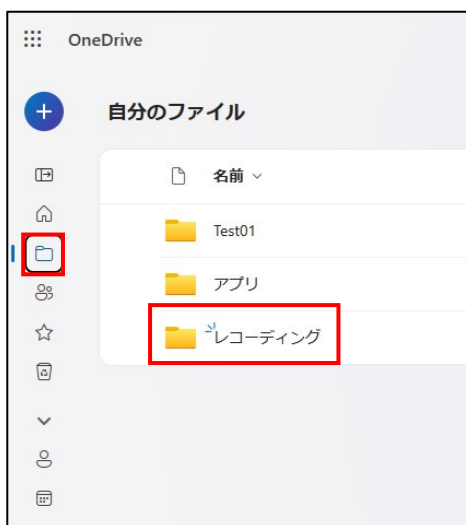 OneDrive
自分のファイル
名前
Test01
アプリ
レコーディング